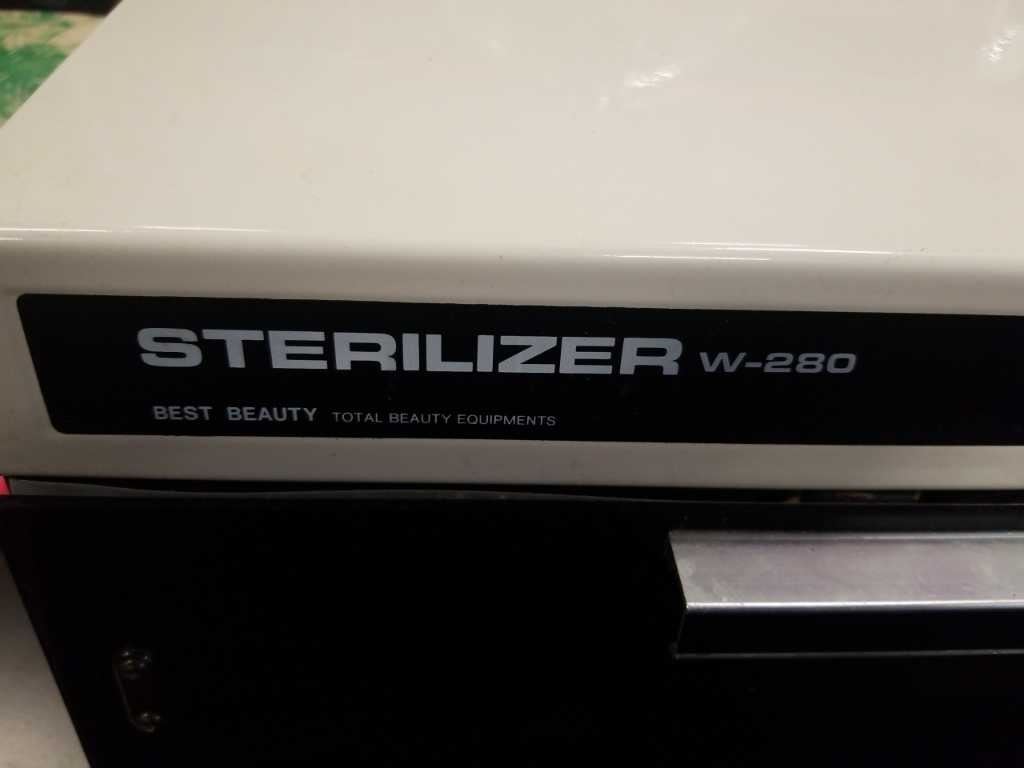 STERILIZER W-280
BEST BEAUTY TOTAL BEAUTY EQUIPMENTS